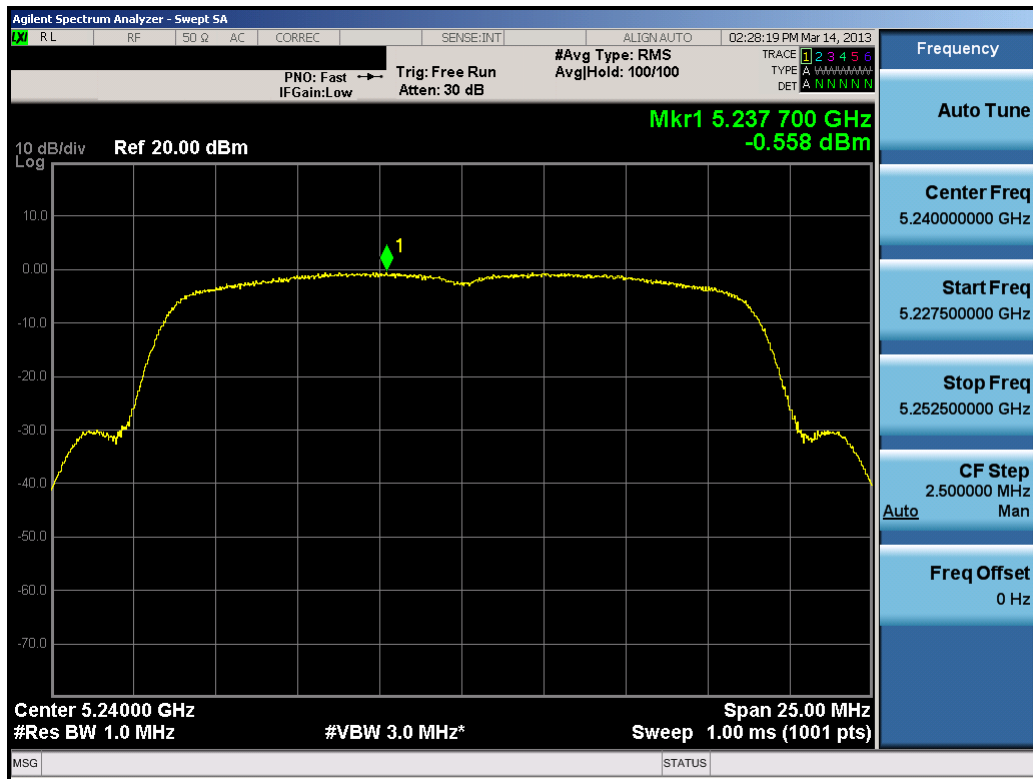 Agilent Spectrum Analyzer - Swept SA
LXI RL RF 50 Ω AC CORREC SENSE:INT ALIGN AUTO 02:28:19 PM Mar 14, 2013
PNO: Fast
IFGain:Low
Trig: Free Run
Atten: 30 dB
#Avg Type: RMS
Avg|Hold: 100/100
TRACE 1 2 3 4 5 6
TYPE A WWWWW
DET A N N N N N
Mkr1 5.237 700 GHz
-0.558 dBm
10 dB/div Ref 20.00 dBm
Log
10.0
0.00
-10.0
-20.0
-30.0
-40.0
-50.0
-60.0
-70.0
1
Center 5.24000 GHz Span 25.00 MHz
#Res BW 1.0 MHz #VBW 3.0 MHz* Sweep 1.00 ms (1001 pts)
MSG STATUS
Frequency
Auto Tune
Center Freq
5.240000000 GHz
Start Freq
5.227500000 GHz
Stop Freq
5.252500000 GHz
CF Step
2.500000 MHz
Auto Man
Freq Offset
0 Hz